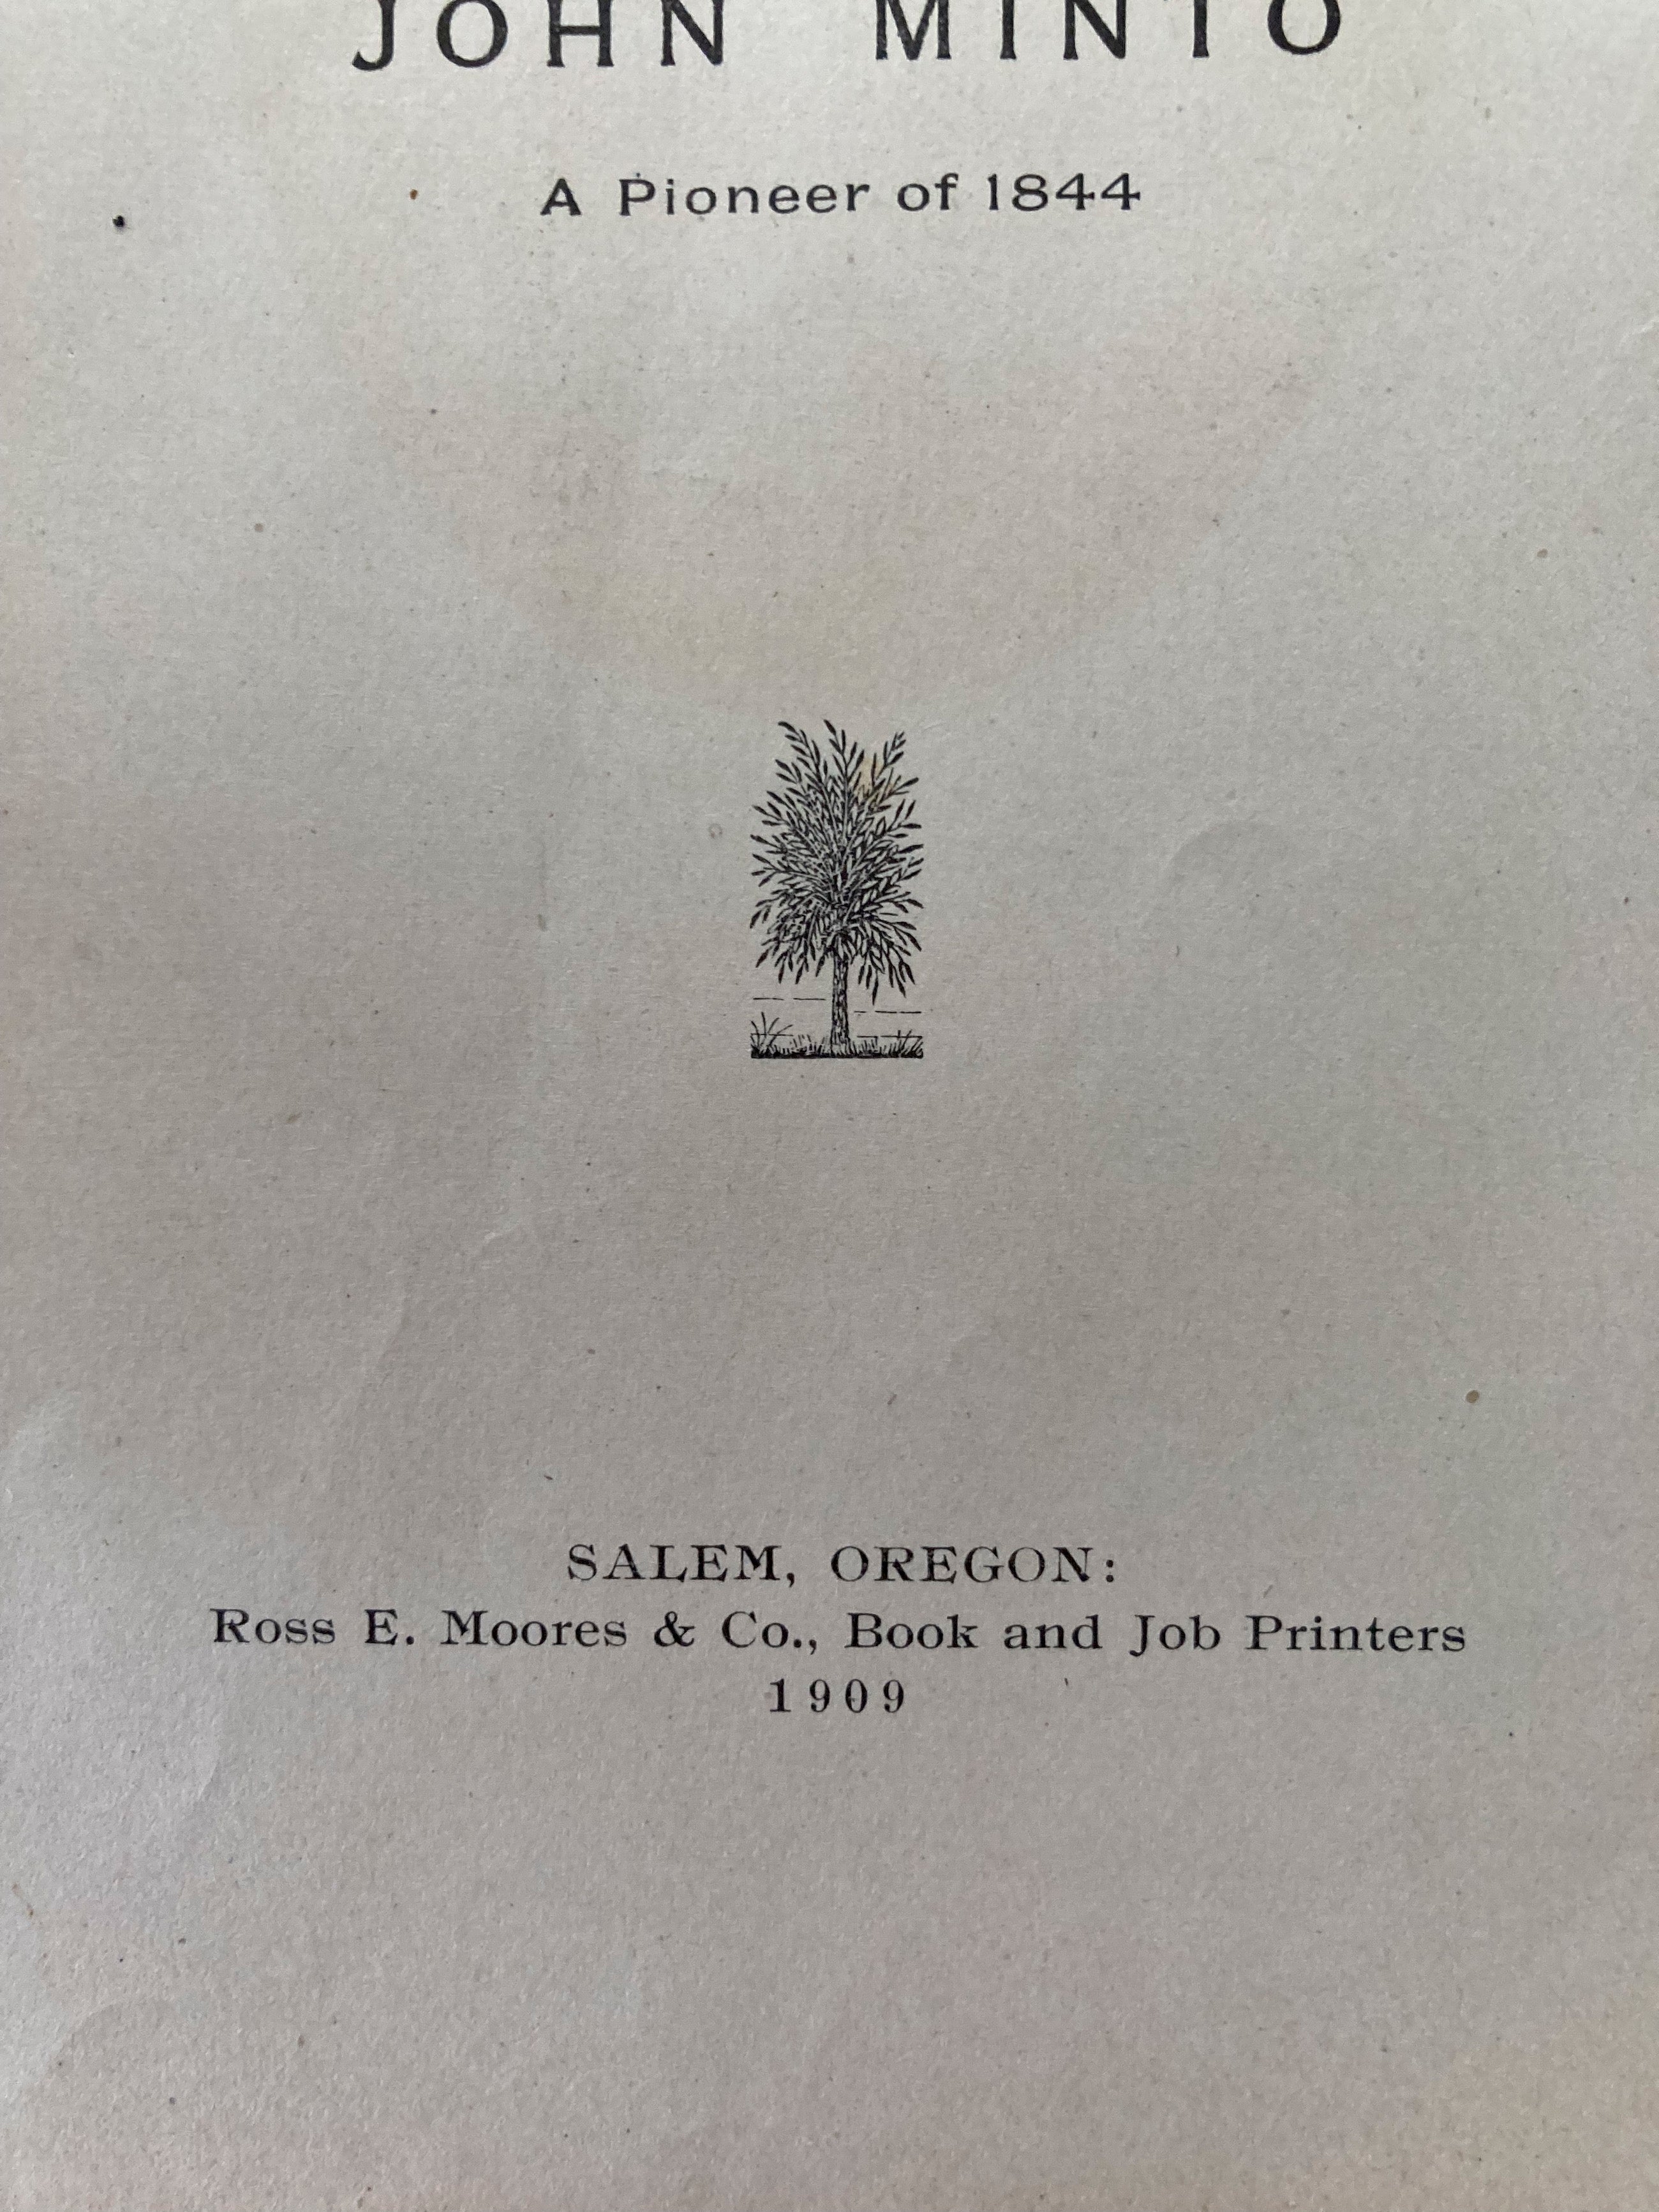 JOHN MINTO
A Pioneer of 1844
SALEM, OREGON:
Ross E. Moores & Co., Book and Job Printers
1909